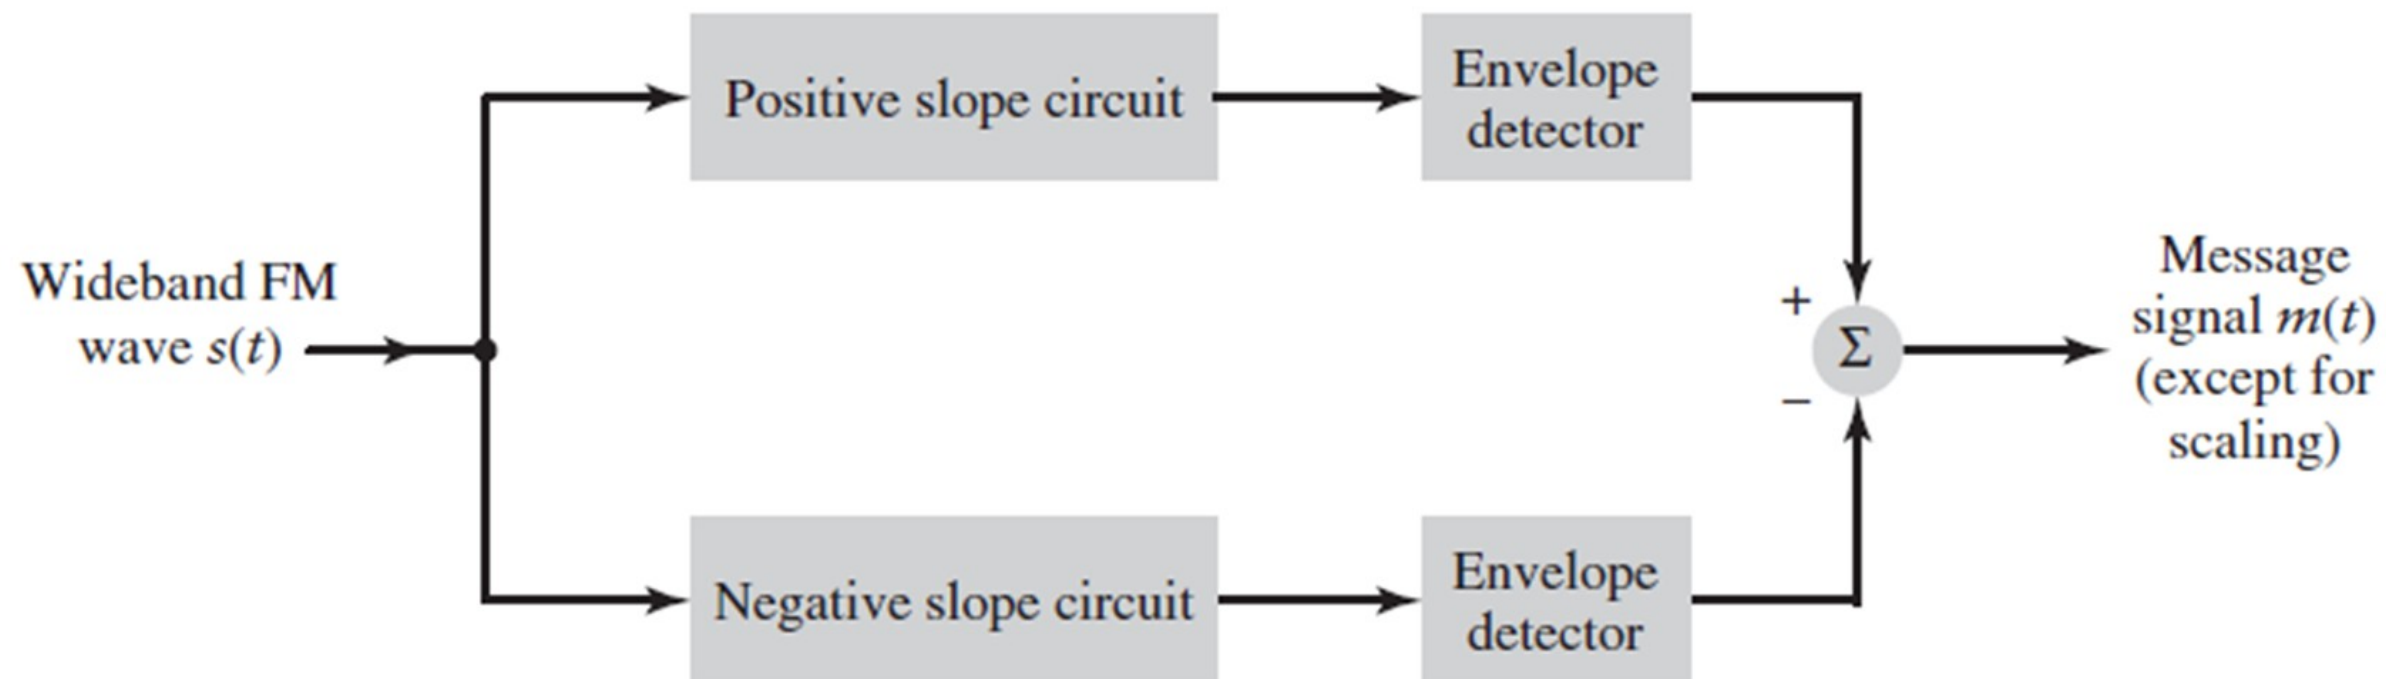 Wideband FM
wave s(t)
Positive slope circuit
Envelope
detector
+
Σ
−
Message
signal m(t)
(except for
scaling)
Negative slope circuit
Envelope
detector